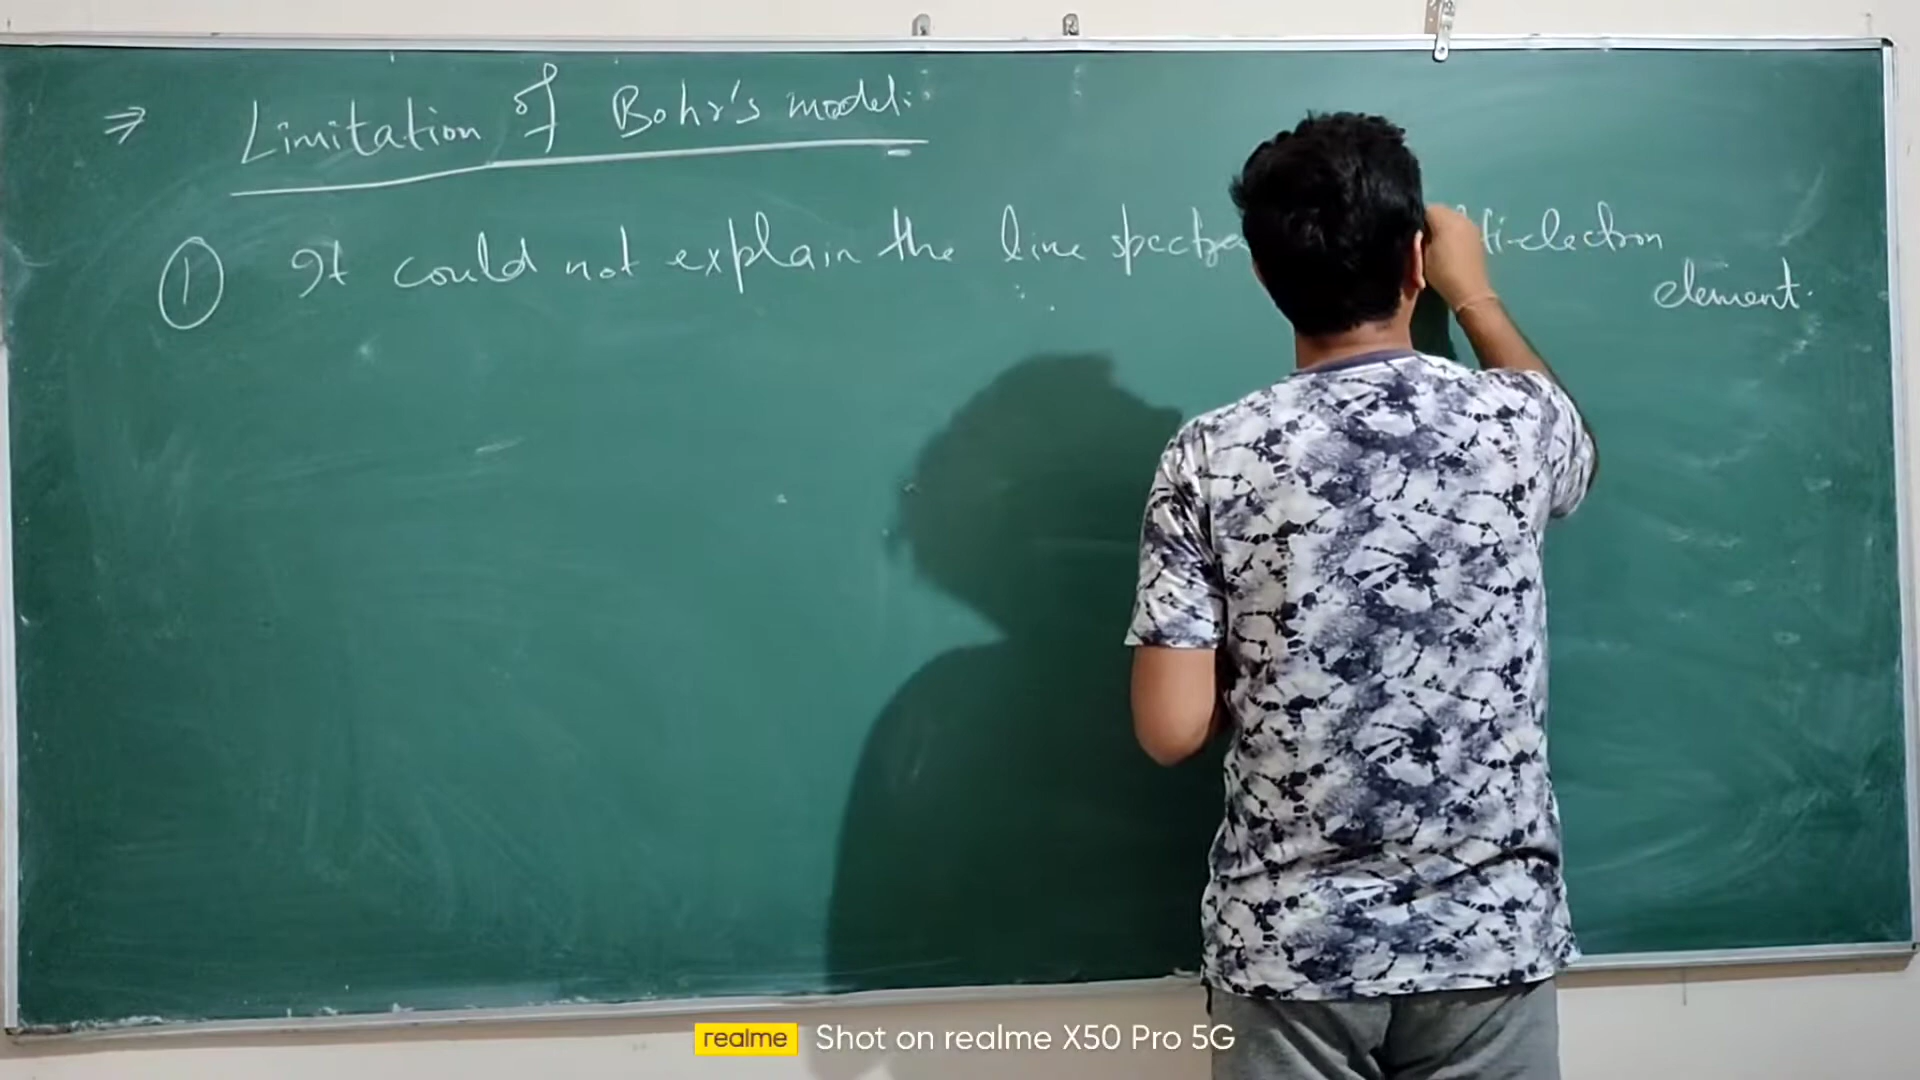 ⇒ Limitation of Bohr's model:
① It could not explain the line spectra ti-electron
element.
realme Shot on realme X50 Pro 5G